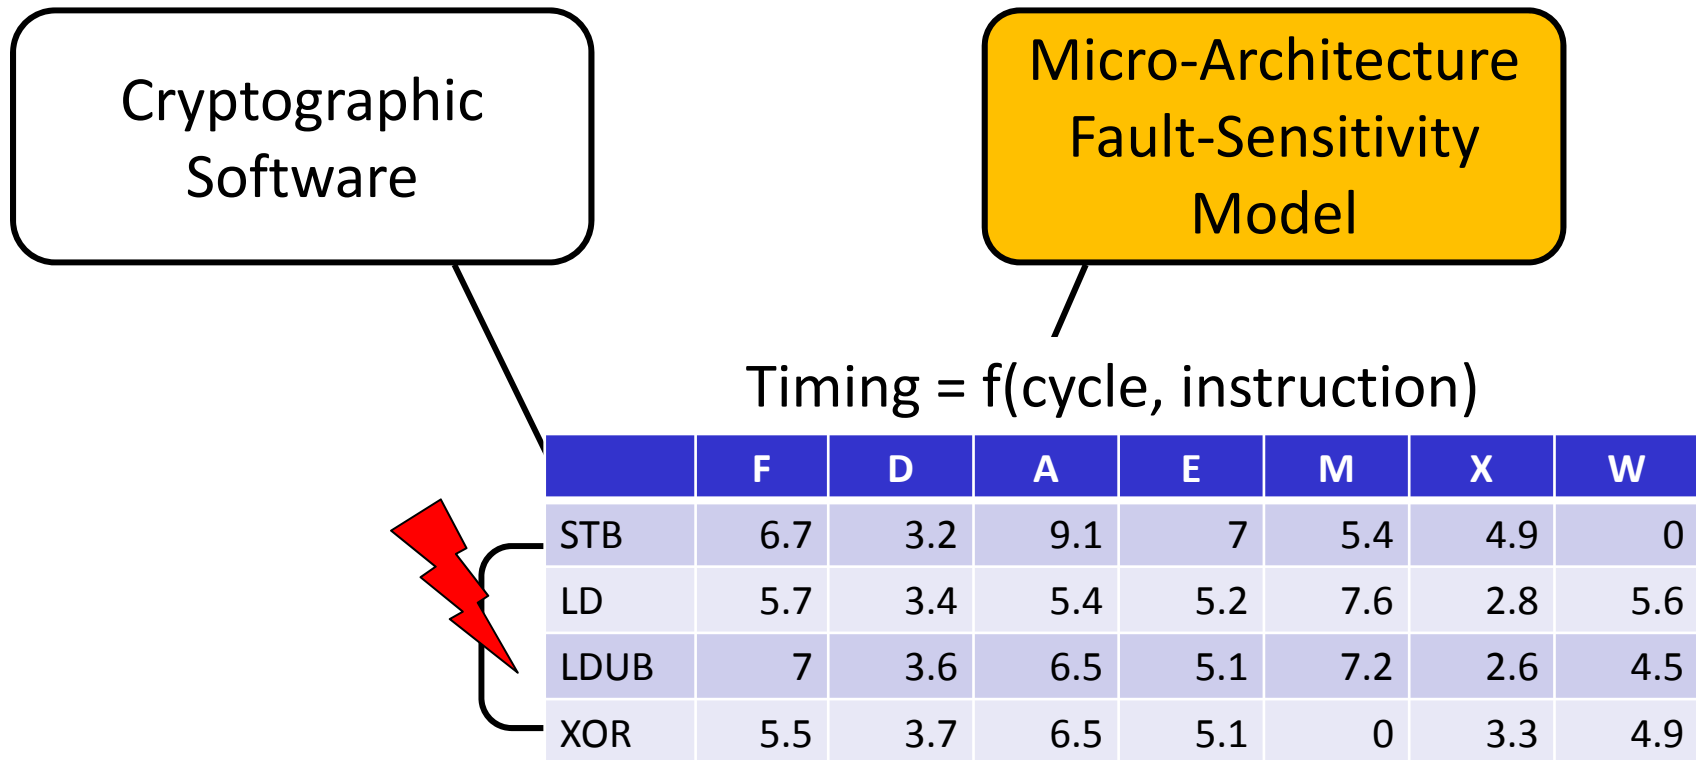 Cryptographic
Software
Micro-Architecture
Fault-Sensitivity
Model
Timing = f(cycle, instruction)
F D A E M X W
STB 6.7 3.2 9.1 7 5.4 4.9 0
LD 5.7 3.4 5.4 5.2 7.6 2.8 5.6
LDUB 7 3.6 6.5 5.1 7.2 2.6 4.5
XOR 5.5 3.7 6.5 5.1 0 3.3 4.9